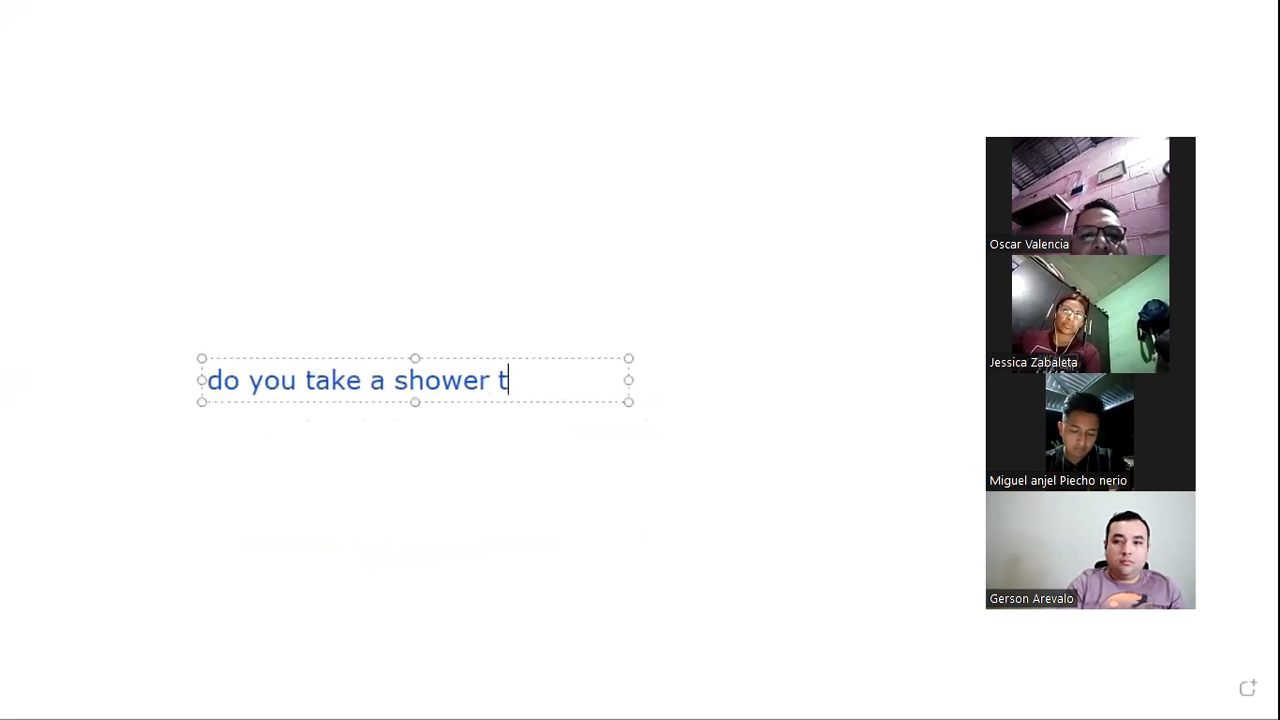 do you take a shower t
Oscar Valencia
Jessica Zabaleta
Miguel anjel Piecho nerio
Gerson Arevalo